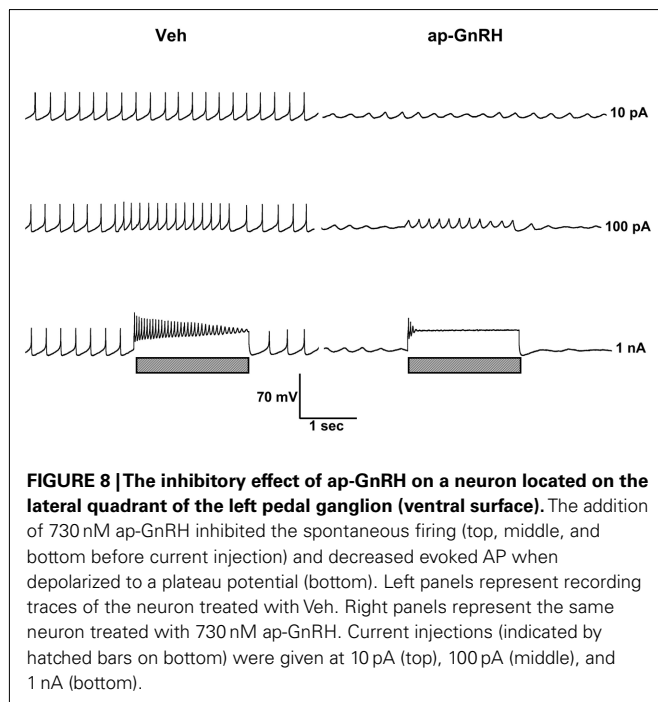 Veh
ap-GnRH
10 pA
100 pA
1 nA
70 mV
1 sec
FIGURE 8 | The inhibitory effect of ap-GnRH on a neuron located on the
lateral quadrant of the left pedal ganglion (ventral surface). The addition
of 730 nM ap-GnRH inhibited the spontaneous firing (top, middle, and
bottom before current injection) and decreased evoked AP when
depolarized to a plateau potential (bottom). Left panels represent recording
traces of the neuron treated with Veh. Right panels represent the same
neuron treated with 730 nM ap-GnRH. Current injections (indicated by
hatched bars on bottom) were given at 10 pA (top), 100 pA (middle), and
1 nA (bottom).